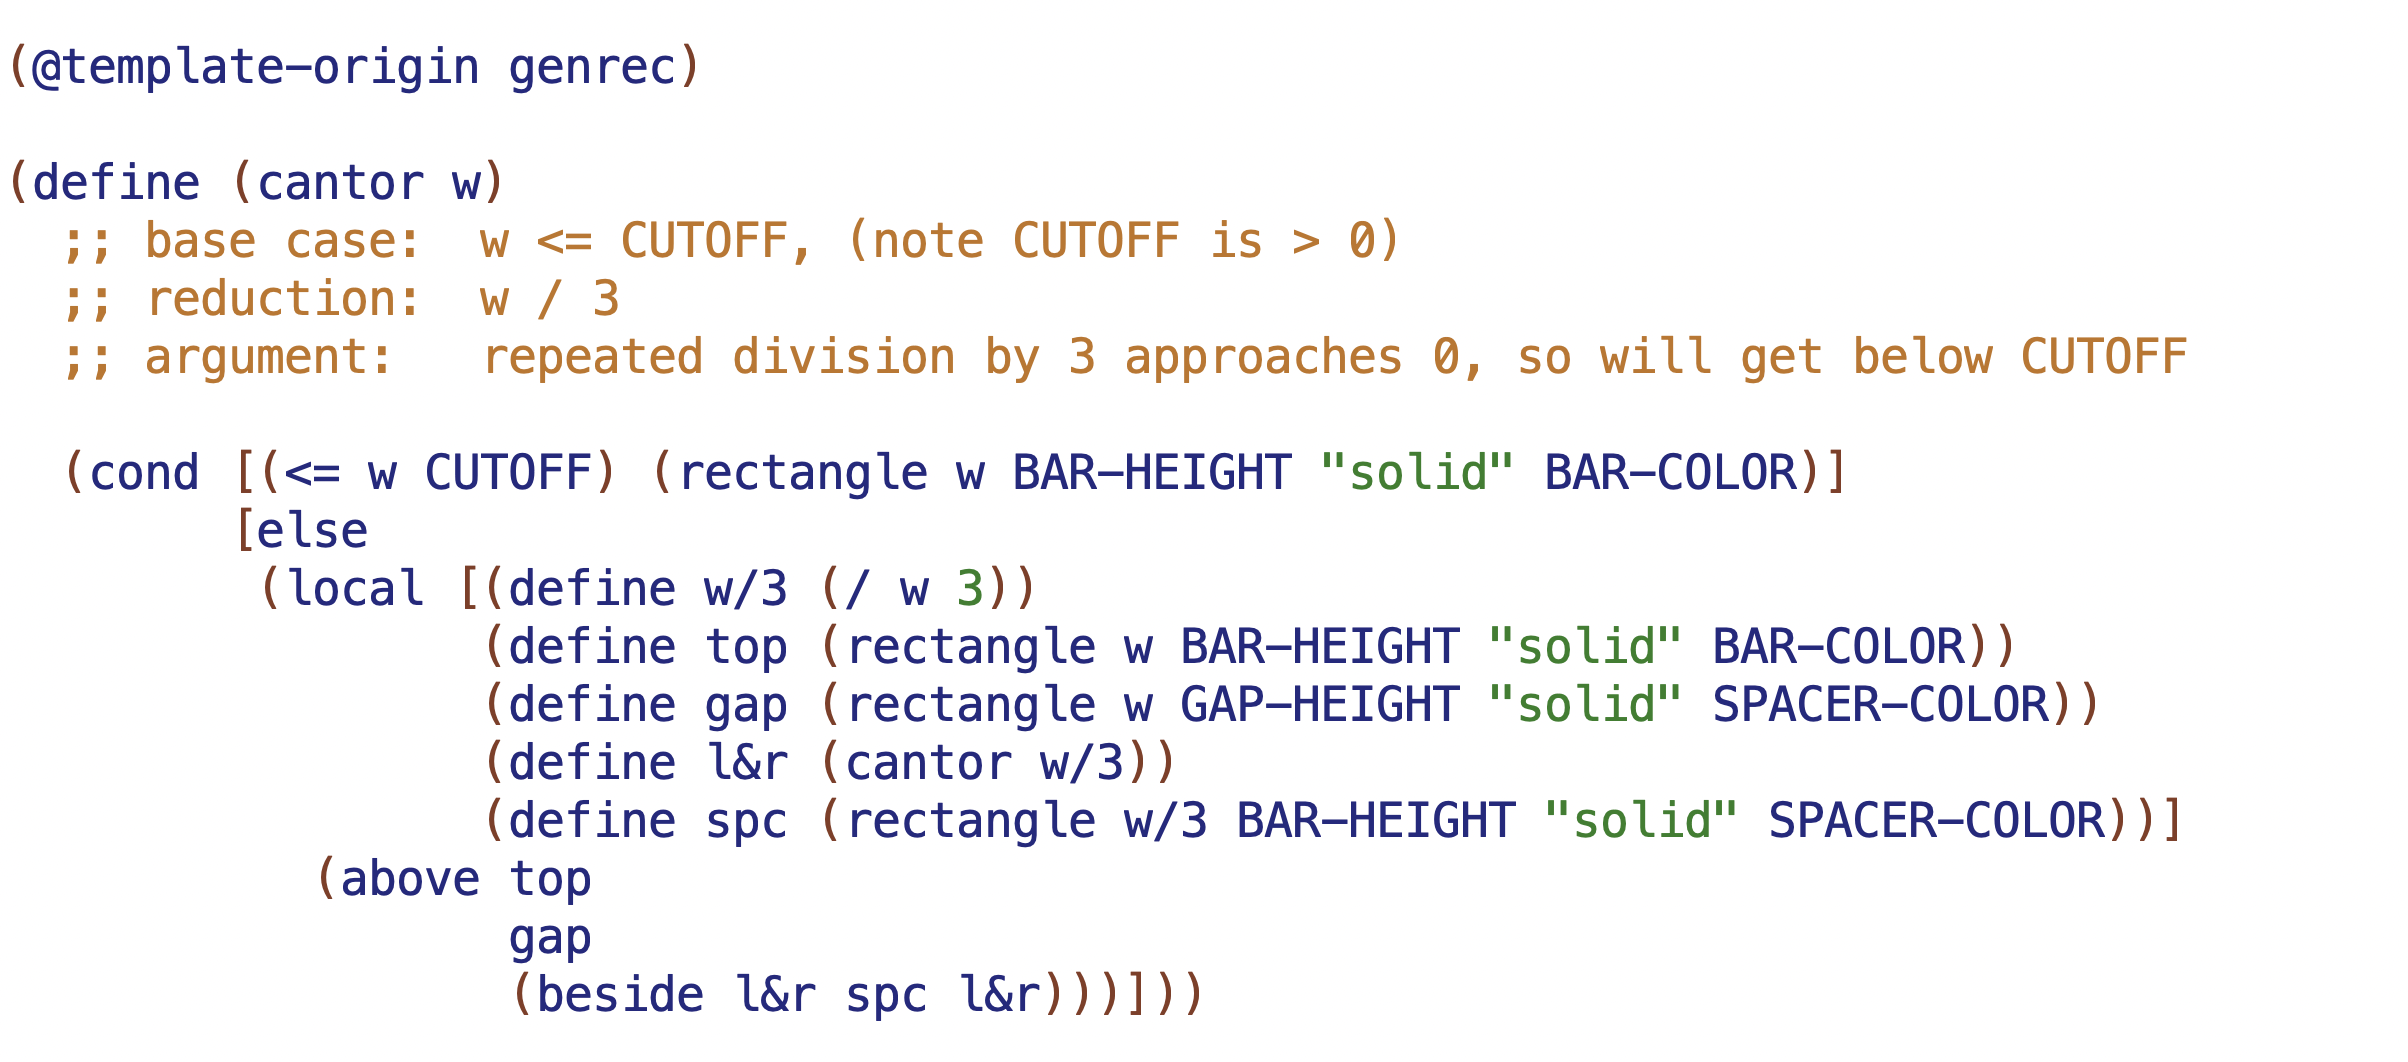 (@template-origin genrec)

(define (cantor w)
  ;; base case:  w <= CUTOFF, (note CUTOFF is > 0)
  ;; reduction:  w / 3
  ;; argument:   repeated division by 3 approaches 0, so will get below CUTOFF

  (cond [(<= w CUTOFF) (rectangle w BAR-HEIGHT "solid" BAR-COLOR)]
        [else
         (local [(define w/3 (/ w 3))
                 (define top (rectangle w BAR-HEIGHT "solid" BAR-COLOR))
                 (define gap (rectangle w GAP-HEIGHT "solid" SPACER-COLOR))
                 (define l&r (cantor w/3))
                 (define spc (rectangle w/3 BAR-HEIGHT "solid" SPACER-COLOR))]
           (above top
                  gap
                  (beside l&r spc l&r)))]))